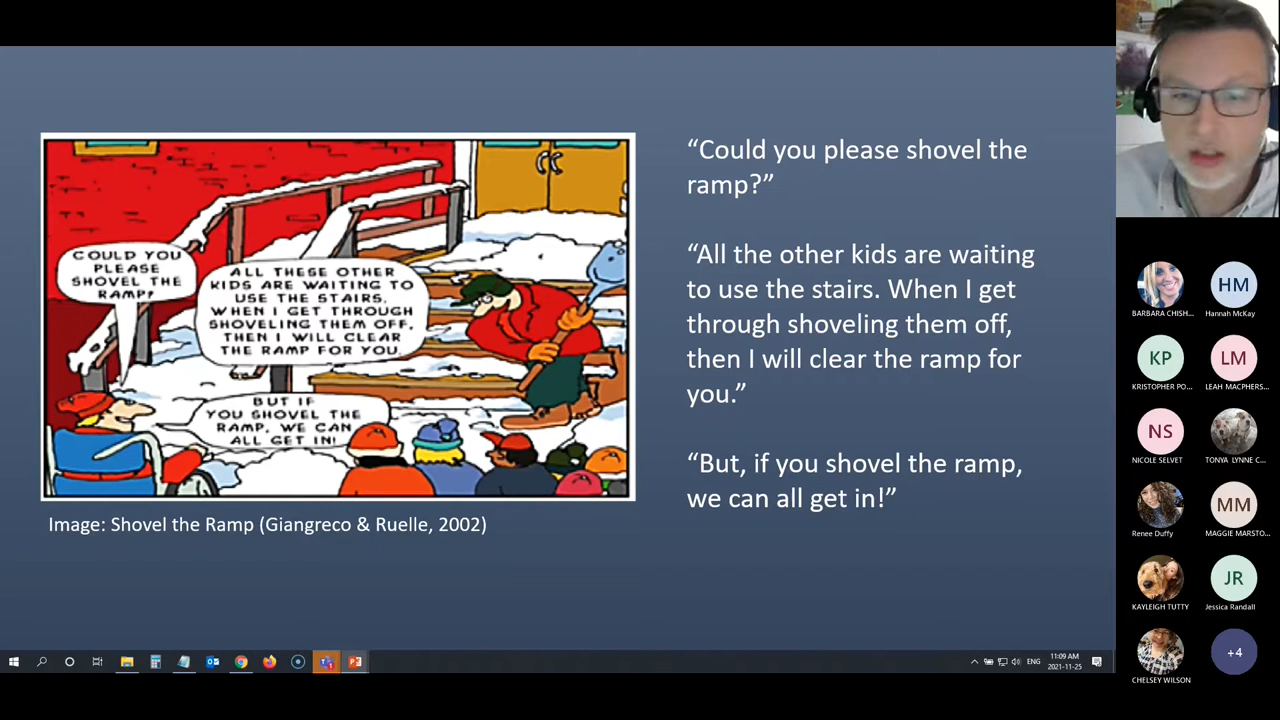 COULD YOU
PLEASE
SHOVEL THE
RAMP?
ALL THESE OTHER
KIDS ARE WAITING TO
USE THE STAIRS.
WHEN I GET THROUGH
SHOVELING THEM OFF,
THEN I WILL CLEAR
THE RAMP FOR YOU.
BUT IF
YOU SHOVEL THE
RAMP, WE CAN
ALL GET IN!
Image: Shovel the Ramp (Giangreco & Ruelle, 2002)
“Could you please shovel the
ramp?”
“All the other kids are waiting
to use the stairs. When I get
through shoveling them off,
then I will clear the ramp for
you.”
“But, if you shovel the ramp,
we can all get in!”
BARBARA CHISH...
HM
Hannah McKay
KP
KRISTOPHER PO...
LM
LEAH MACPHERS...
NS
NICOLE SELVET
TONYA LYNNE C...
Renee Duffy
MM
MAGGIE MARSTO...
KAYLEIGH TUTTY
JR
Jessica Randall
CHELSEY WILSON
+4
ENG
11:09 AM
2021-11-25